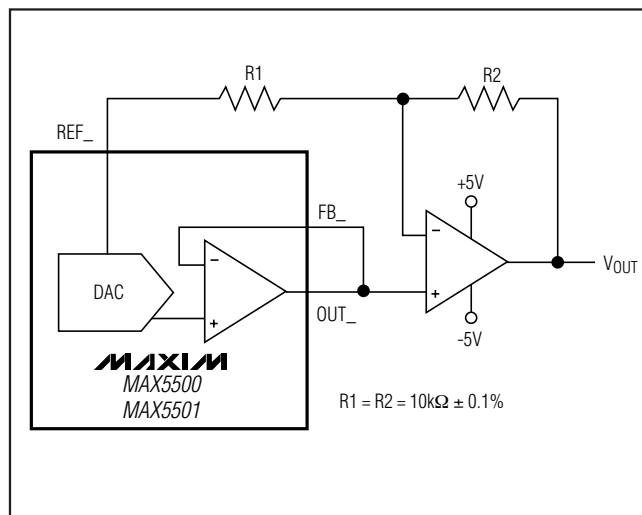 R1
R2
REF_
+5V
FB_
−
−
V_OUT
DAC
+
OUT_
+
-5V
MAXIM
MAX5500
MAX5501
R1 = R2 = 10kΩ ± 0.1%